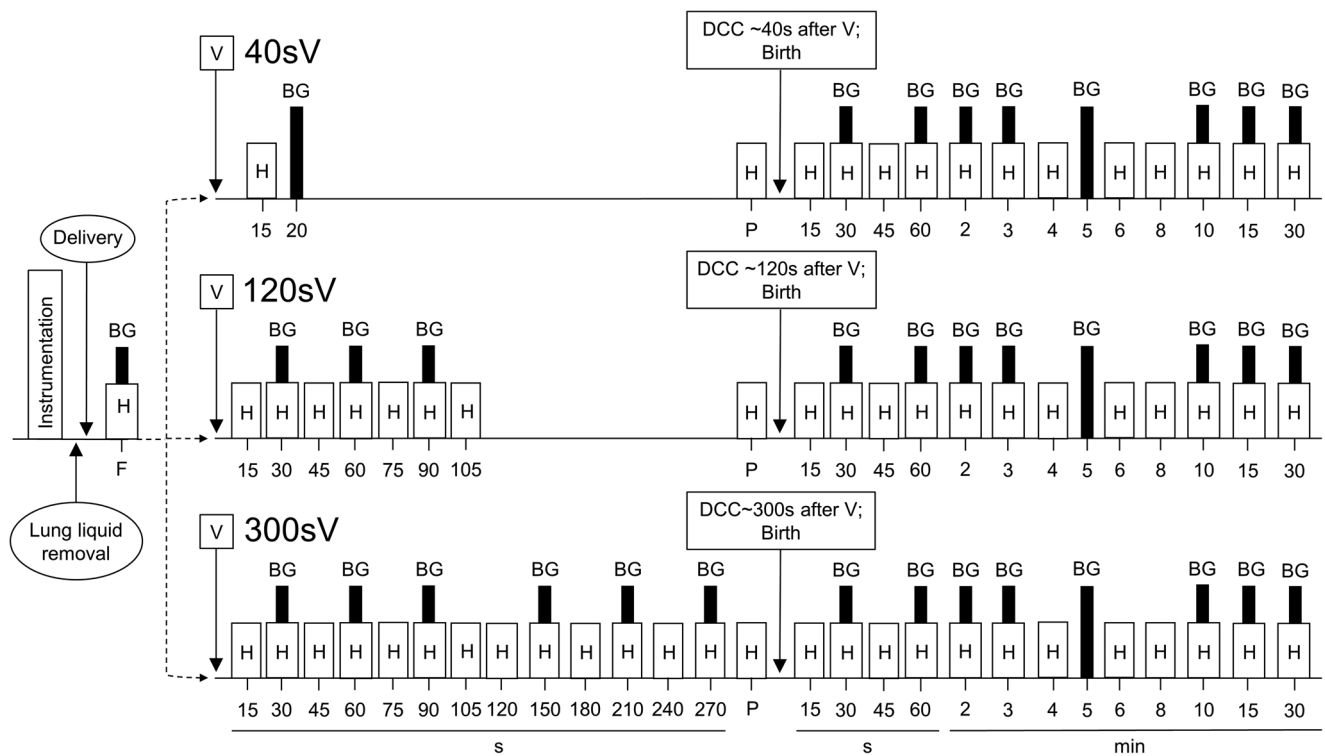 V 40sV
DCC ~40s after V;
Birth
BG BG BG BG BG BG BG BG BG
H H H H H H H H H H H H H H
15 20 P 15 30 45 60 2 3 4 5 6 8 10 15 30
Delivery
Instrumentation
BG
H
F
Lung liquid
removal
V 120sV
DCC ~120s after V;
Birth
BG BG BG BG BG BG BG BG BG BG BG
H H H H H H H H H H H H H H H H H H H H
15 30 45 60 75 90 105 P 15 30 45 60 2 3 4 5 6 8 10 15 30
V 300sV
DCC~300s after V;
Birth
BG BG BG BG BG BG BG BG BG BG BG BG BG BG
H H H H H H H H H H H H H H H H H H H H H H H H H H
15 30 45 60 75 90 105 120 150 180 210 240 270 P 15 30 45 60 2 3 4 5 6 8 10 15 30
s s min